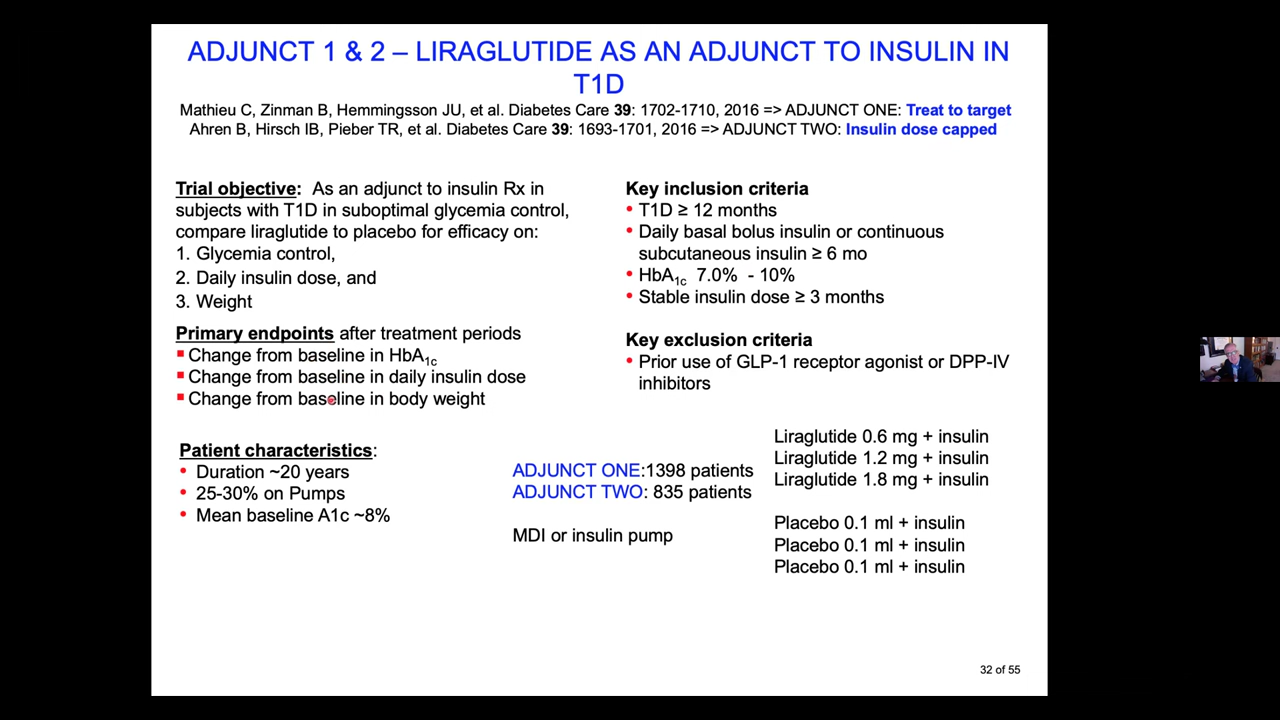 ADJUNCT 1 & 2 – LIRAGLUTIDE AS AN ADJUNCT TO INSULIN IN
T1D
Mathieu C, Zinman B, Hemmingsson JU, et al. Diabetes Care 39: 1702-1710, 2016 => ADJUNCT ONE: Treat to target
Ahren B, Hirsch IB, Pieber TR, et al. Diabetes Care 39: 1693-1701, 2016 => ADJUNCT TWO: Insulin dose capped
Trial objective: As an adjunct to insulin Rx in
subjects with T1D in suboptimal glycemia control,
compare liraglutide to placebo for efficacy on:
1. Glycemia control,
2. Daily insulin dose, and
3. Weight
Primary endpoints after treatment periods
▪ Change from baseline in HbA1c
▪ Change from baseline in daily insulin dose
▪ Change from baseline in body weight
Patient characteristics:
• Duration ~20 years
• 25-30% on Pumps
• Mean baseline A1c ~8%
Key inclusion criteria
• T1D ≥ 12 months
• Daily basal bolus insulin or continuous
subcutaneous insulin ≥ 6 mo
• HbA1c 7.0% - 10%
• Stable insulin dose ≥ 3 months
Key exclusion criteria
• Prior use of GLP-1 receptor agonist or DPP-IV
inhibitors
ADJUNCT ONE:1398 patients
ADJUNCT TWO: 835 patients
MDI or insulin pump
Liraglutide 0.6 mg + insulin
Liraglutide 1.2 mg + insulin
Liraglutide 1.8 mg + insulin
Placebo 0.1 ml + insulin
Placebo 0.1 ml + insulin
Placebo 0.1 ml + insulin
32 of 55